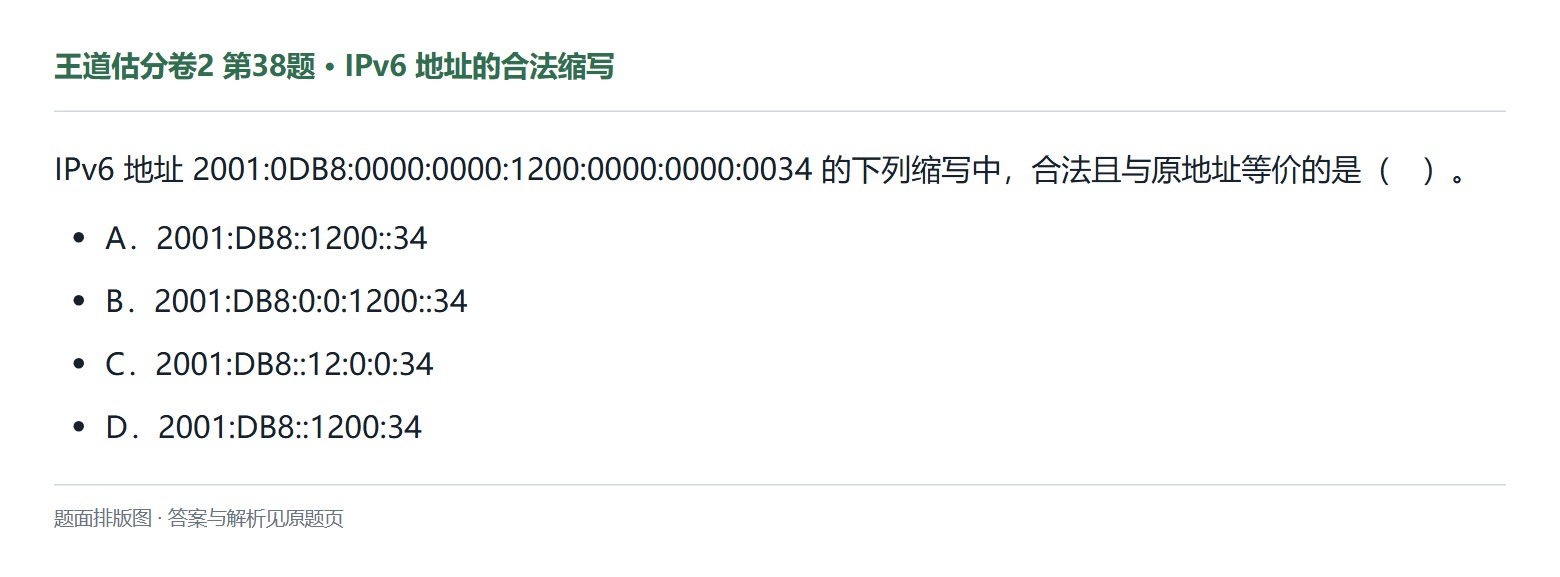 王道估分卷2 第38题 • IPv6 地址的合法缩写
IPv6 地址 2001:0DB8:0000:0000:1200:0000:0000:0034 的下列缩写中，合法且与原地址等价的是（　）。
• A．2001:DB8::1200::34
• B．2001:DB8:0:0:1200::34
• C．2001:DB8::12:0:0:34
• D．2001:DB8::1200:34
题面排版图 · 答案与解析见原题页